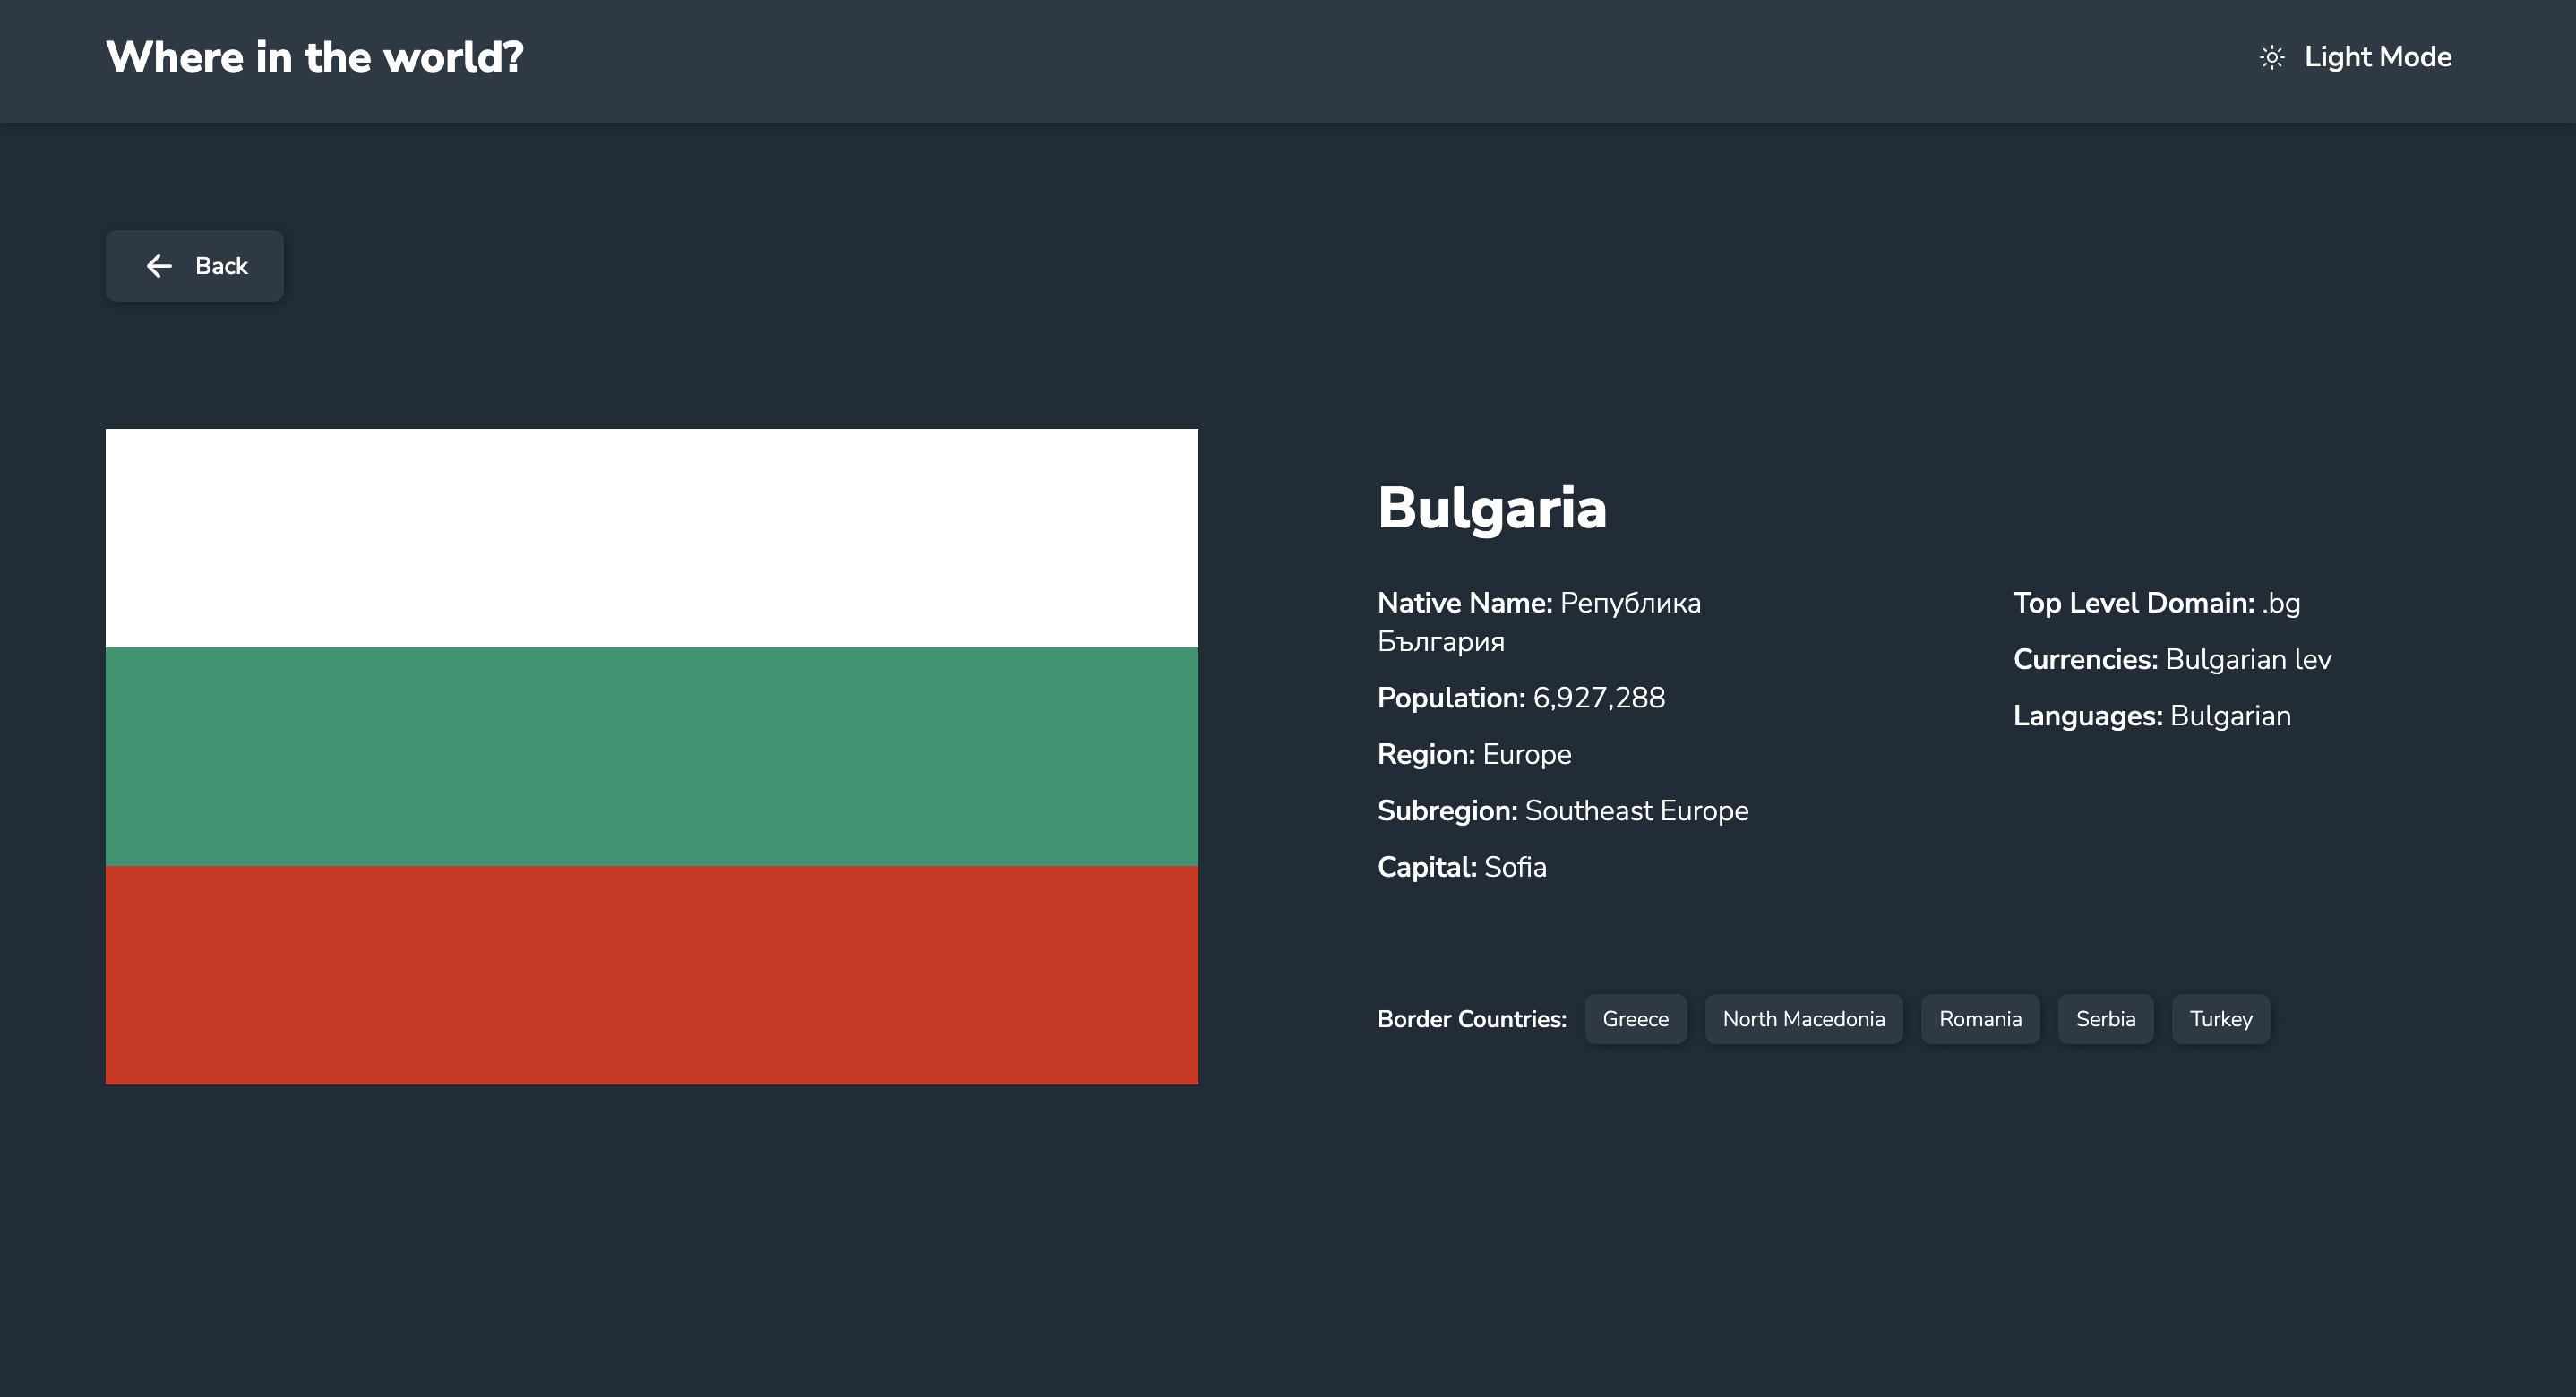 Where in the world?
Light Mode
Back
Bulgaria
Native Name: Република
България
Population: 6,927,288
Region: Europe
Subregion: Southeast Europe
Capital: Sofia
Top Level Domain: .bg
Currencies: Bulgarian lev
Languages: Bulgarian
Border Countries: Greece North Macedonia Romania Serbia Turkey